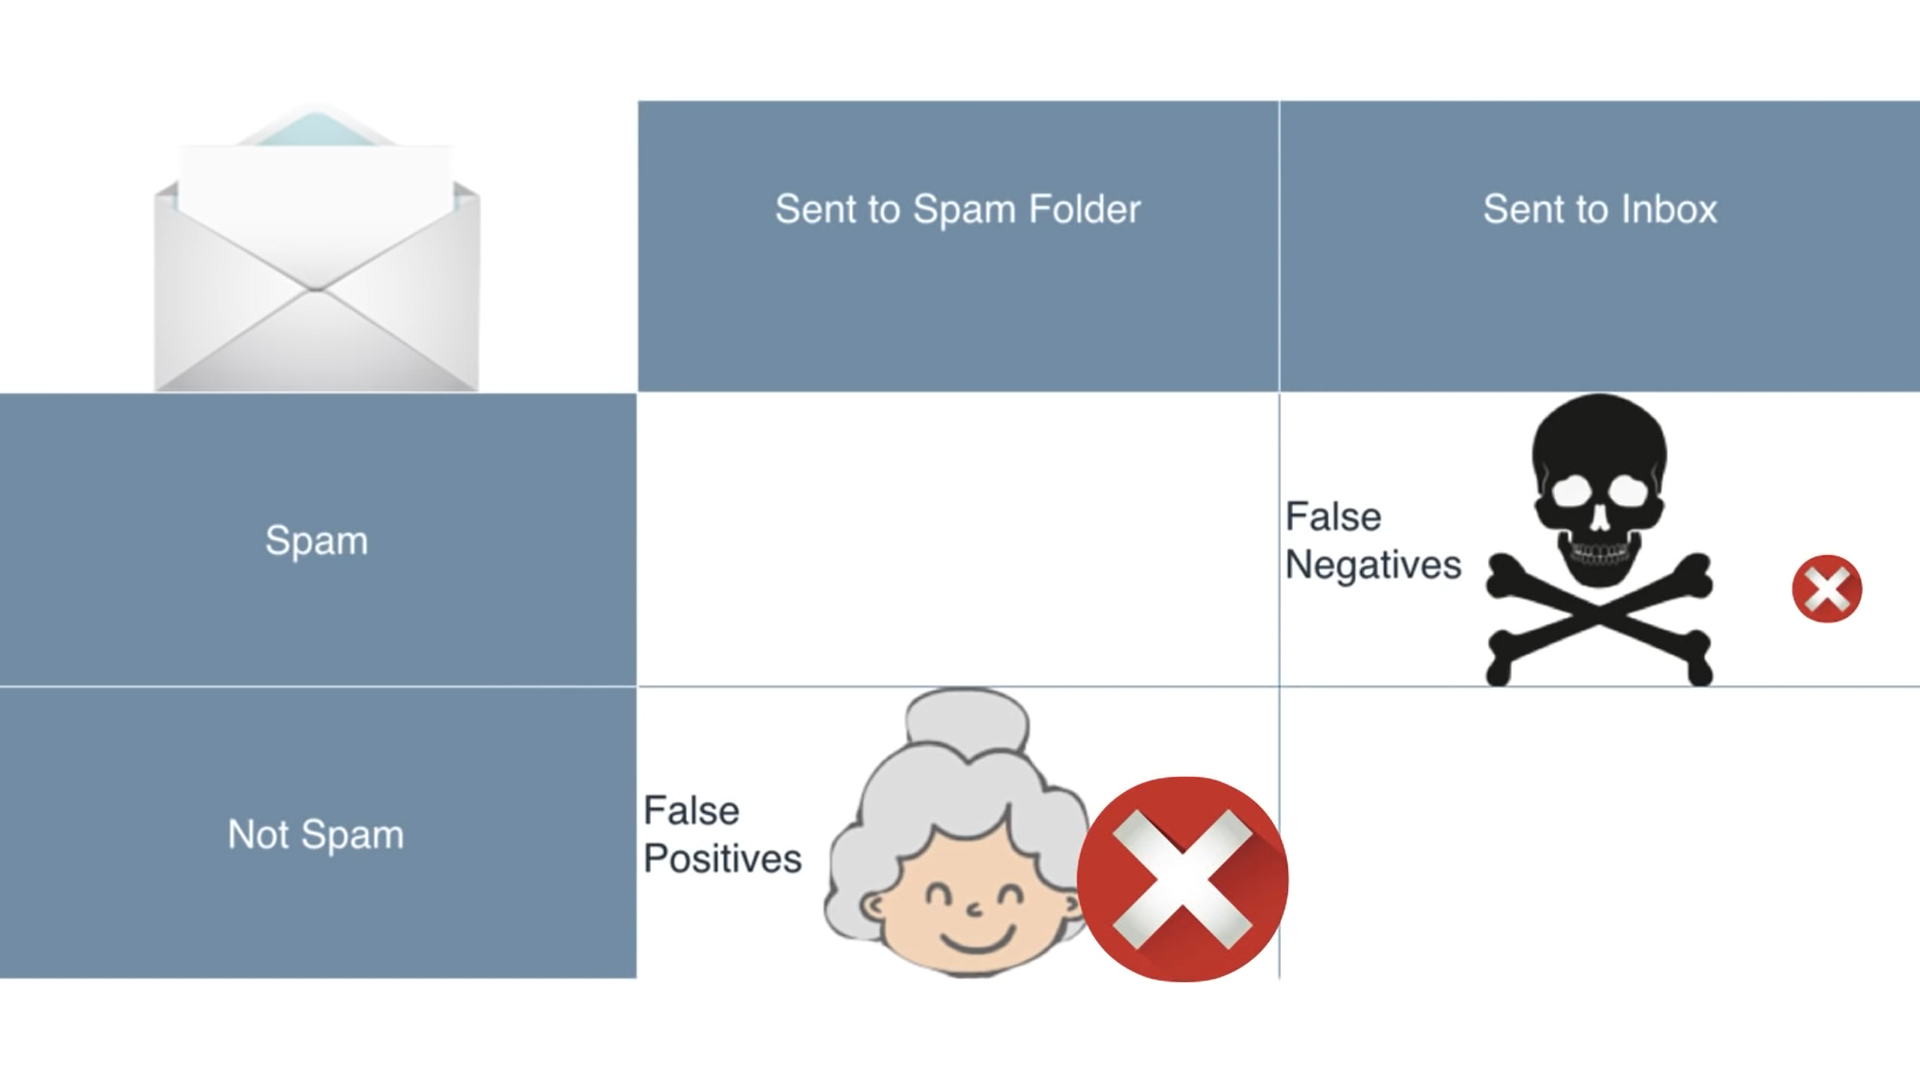 Sent to Spam Folder
Sent to Inbox
Spam
False
Negatives
Not Spam
False
Positives